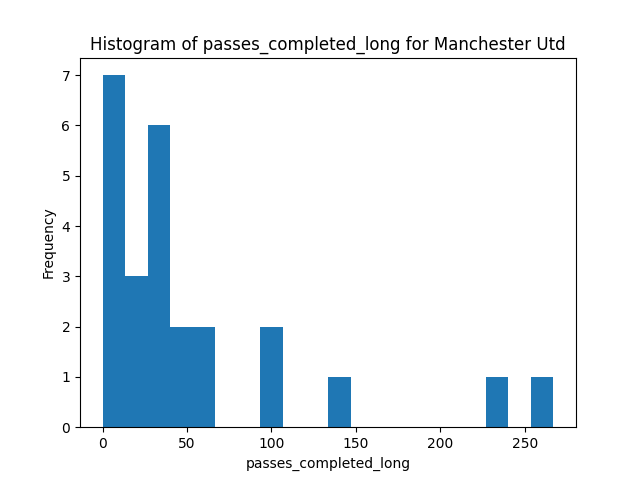 Histogram of passes_completed_long for Manchester Utd
7
6
5
4
3
2
1
0
Frequency
0 50 100 150 200 250
passes_completed_long